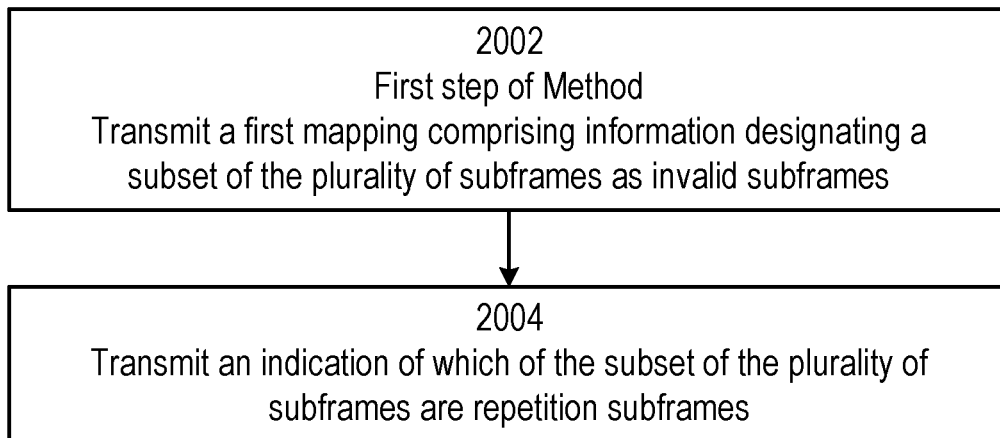 2002
First step of Method
Transmit a first mapping comprising information designating a
subset of the plurality of subframes as invalid subframes
2004
Transmit an indication of which of the subset of the plurality of
subframes are repetition subframes